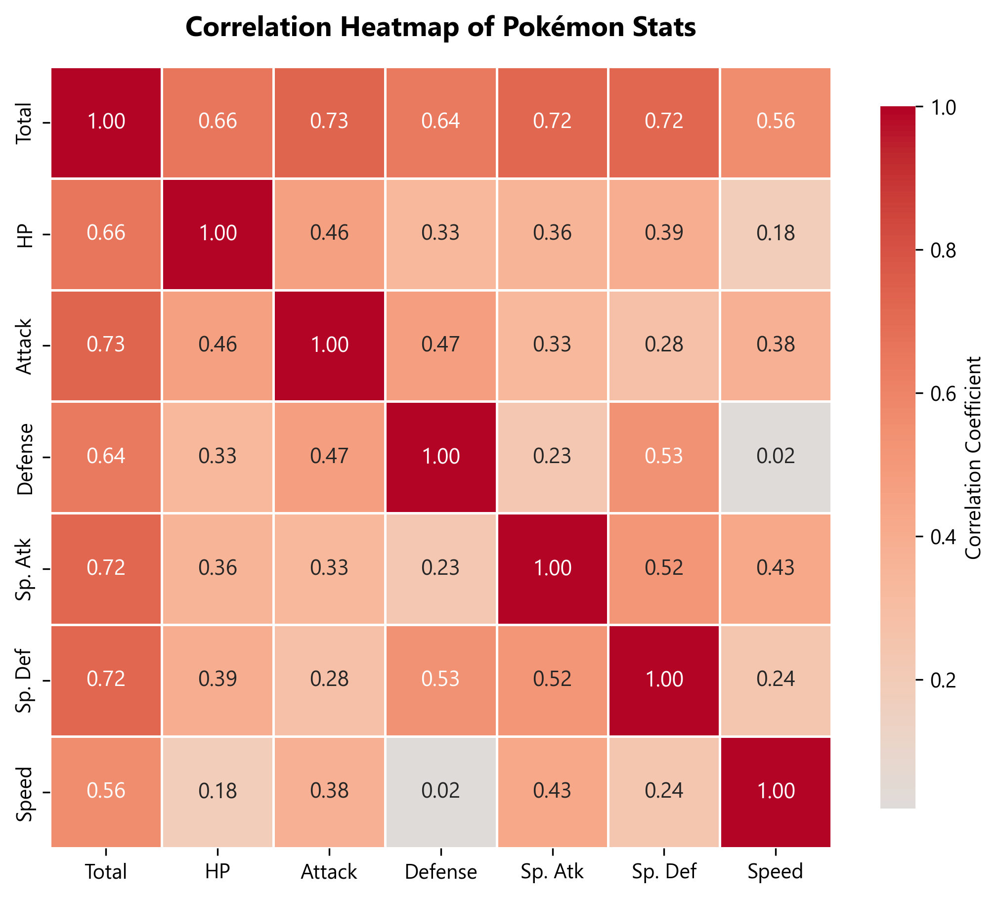 Correlation Heatmap of Pokémon Stats
Total 1.00 0.66 0.73 0.64 0.72 0.72 0.56
HP 0.66 1.00 0.46 0.33 0.36 0.39 0.18
Attack 0.73 0.46 1.00 0.47 0.33 0.28 0.38
Defense 0.64 0.33 0.47 1.00 0.23 0.53 0.02
Sp. Atk 0.72 0.36 0.33 0.23 1.00 0.52 0.43
Sp. Def 0.72 0.39 0.28 0.53 0.52 1.00 0.24
Speed 0.56 0.18 0.38 0.02 0.43 0.24 1.00
Total HP Attack Defense Sp. Atk Sp. Def Speed
1.0
0.8
0.6
0.4
0.2
Correlation Coefficient